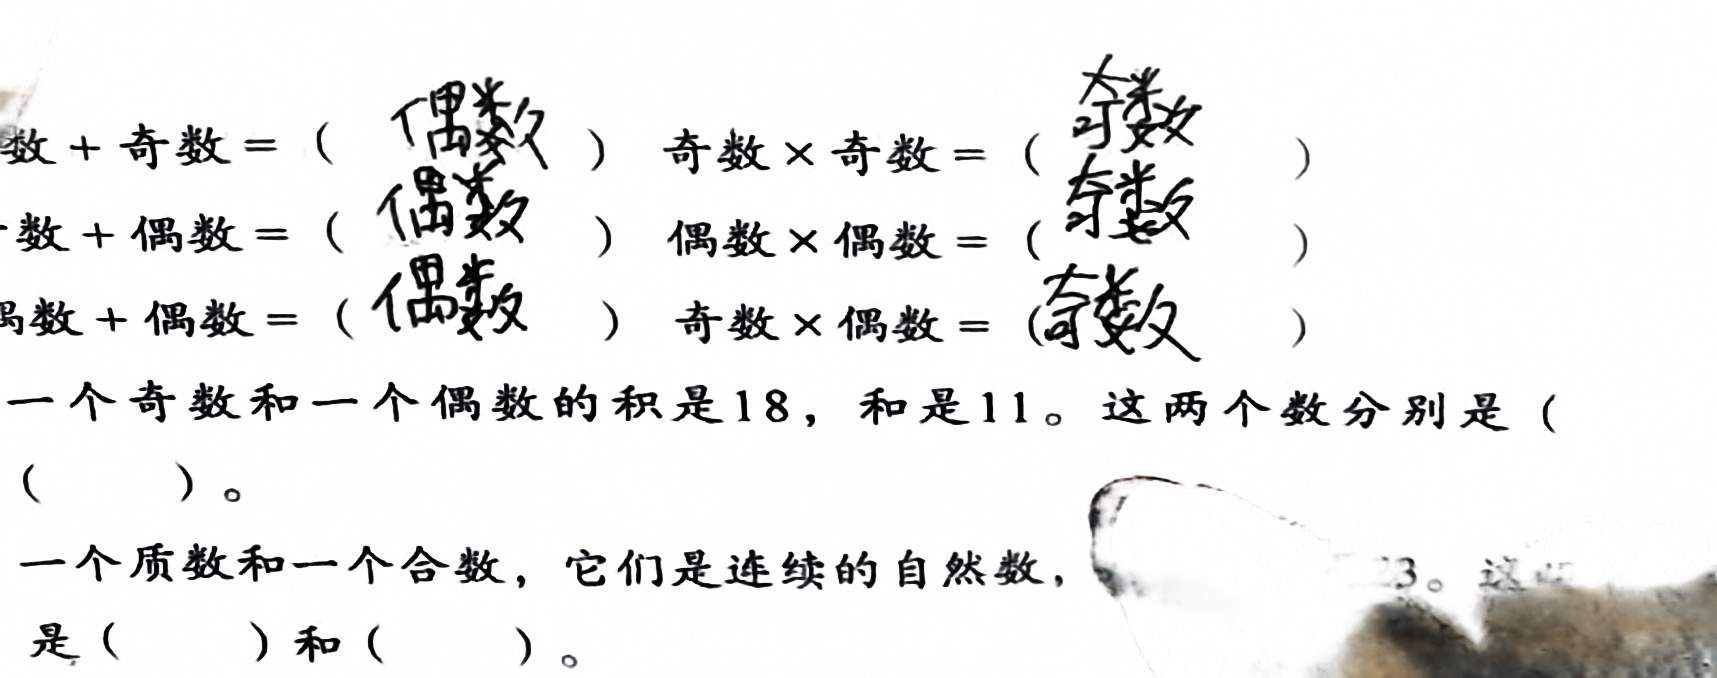 数+奇数=( 偶数 ) 奇数×奇数=( 奇数 )
数+偶数=( 偶数 ) 偶数×偶数=( 奇数 )
偶数+偶数=( 偶数 ) 奇数×偶数=( 奇数 )
一个奇数和一个偶数的积是18,和是11。这两个数分别是(
( )。
一个质数和一个合数,它们是连续的自然数, 3。这
是( )和( )。